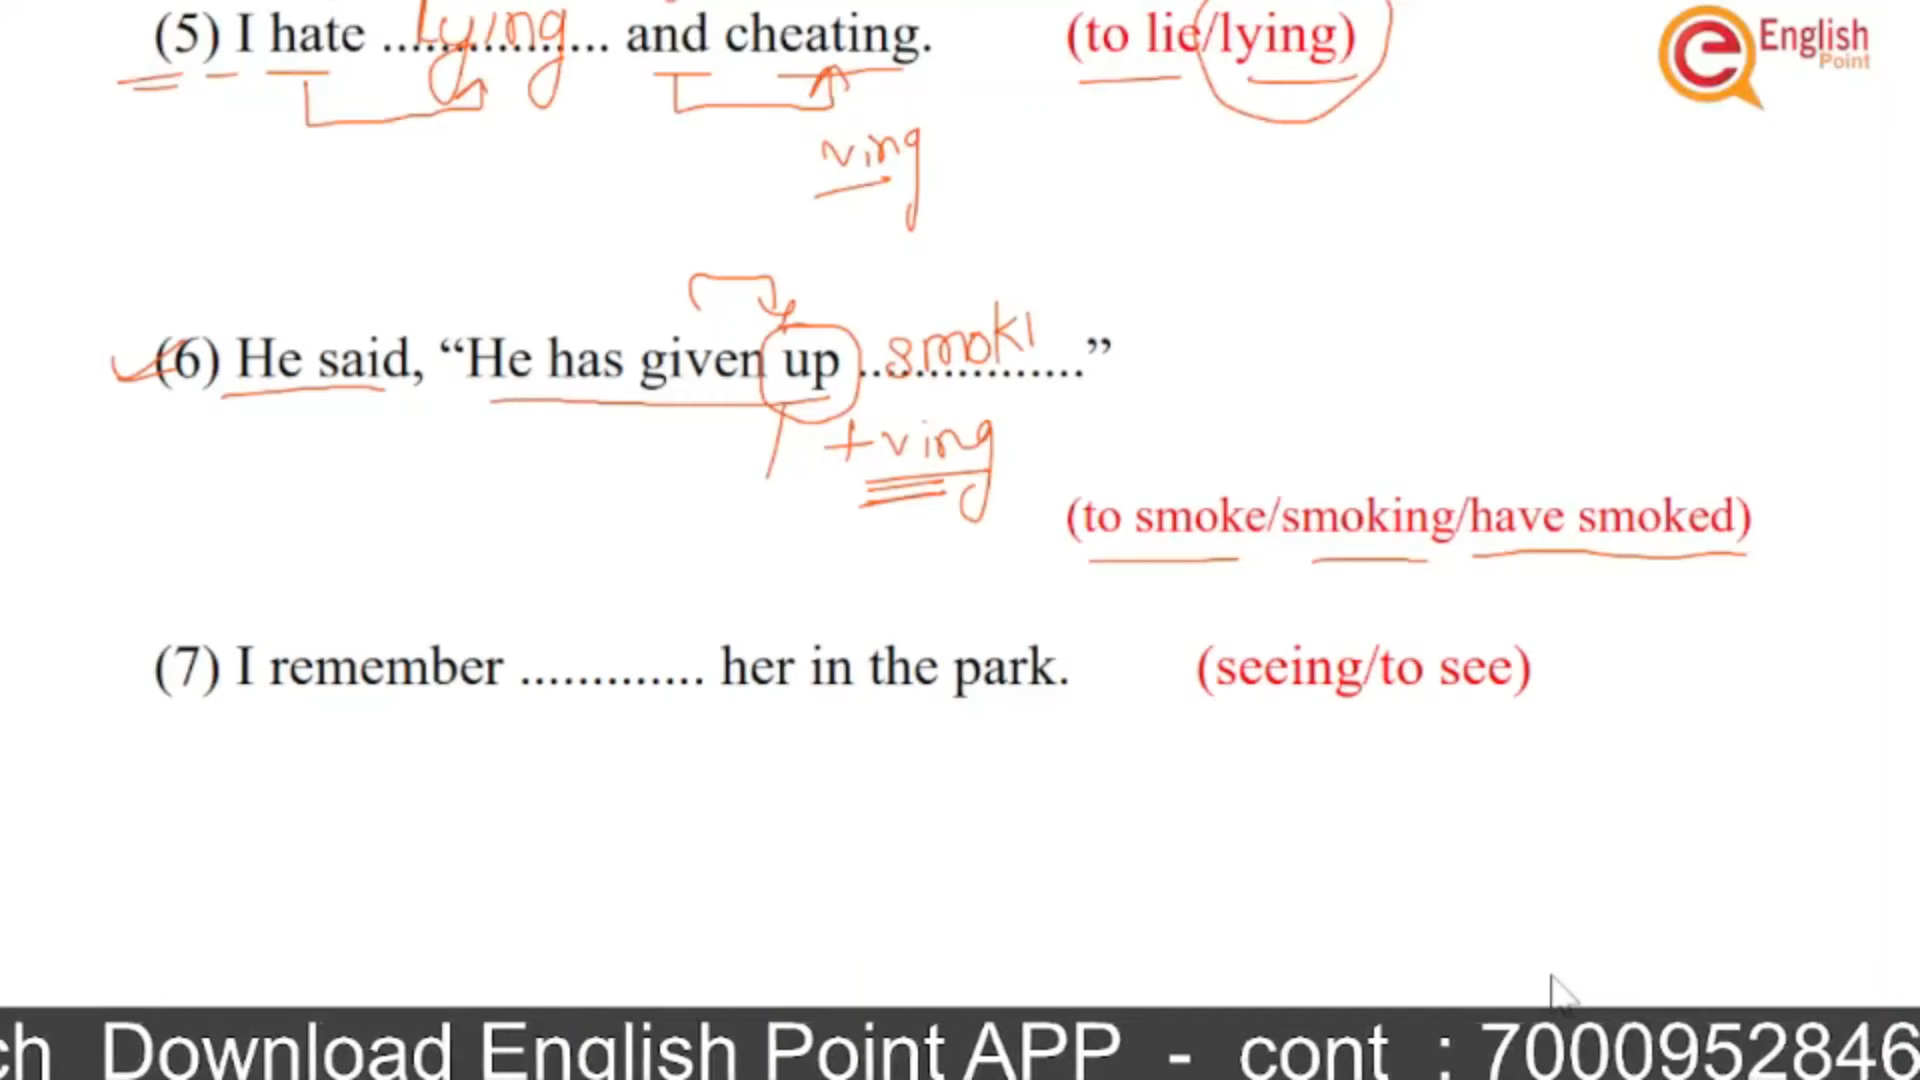 (5) I hate ................ and cheating. (to lie/lying)
lying
English
Point
ving
(6) He said, “He has given up ................”
smoki
+ving
(to smoke/smoking/have smoked)
(7) I remember ............. her in the park. (seeing/to see)
ch Download English Point APP - cont : 7000952846